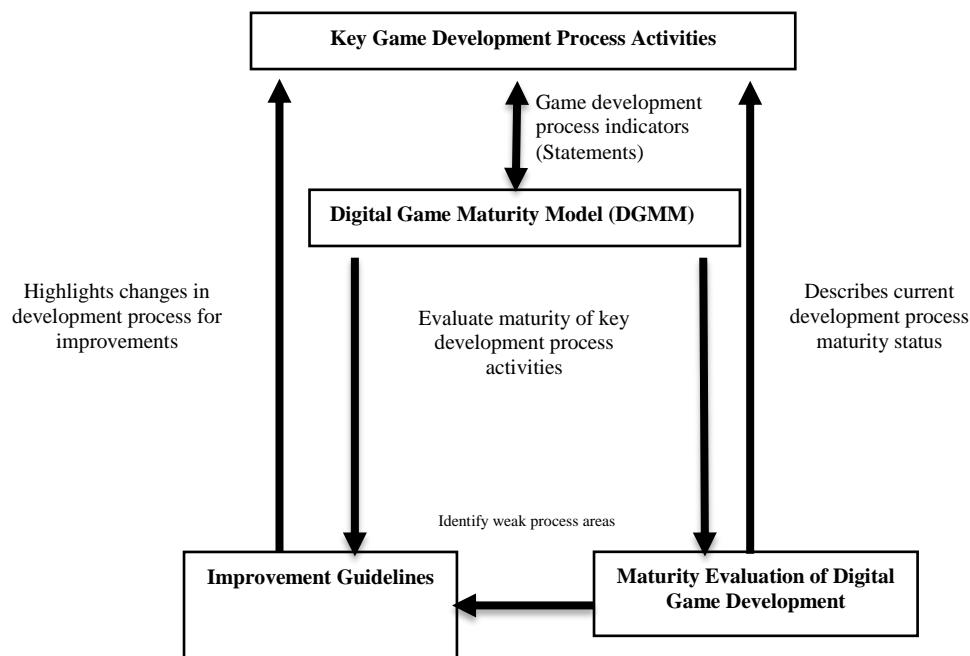 Key Game Development Process Activities
Game development
process indicators
(Statements)
Digital Game Maturity Model (DGMM)
Highlights changes in
development process for
improvements
Evaluate maturity of key
development process
activities
Describes current
development process
maturity status
Identify weak process areas
Improvement Guidelines
Maturity Evaluation of Digital
Game Development